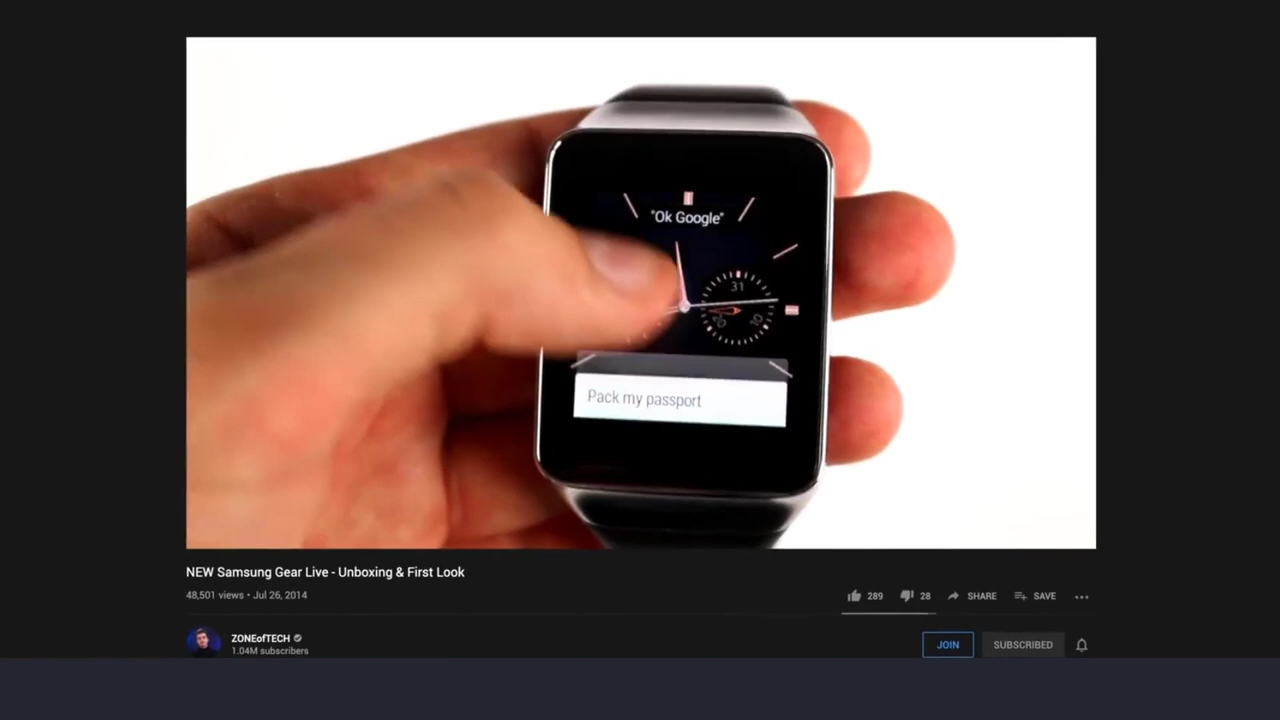 "Ok Google"
31
20
10
Pack my passport
NEW Samsung Gear Live - Unboxing & First Look
48,501 views • Jul 26, 2014
289
28
SHARE
SAVE
ZONEofTECH
1.04M subscribers
JOIN
SUBSCRIBED